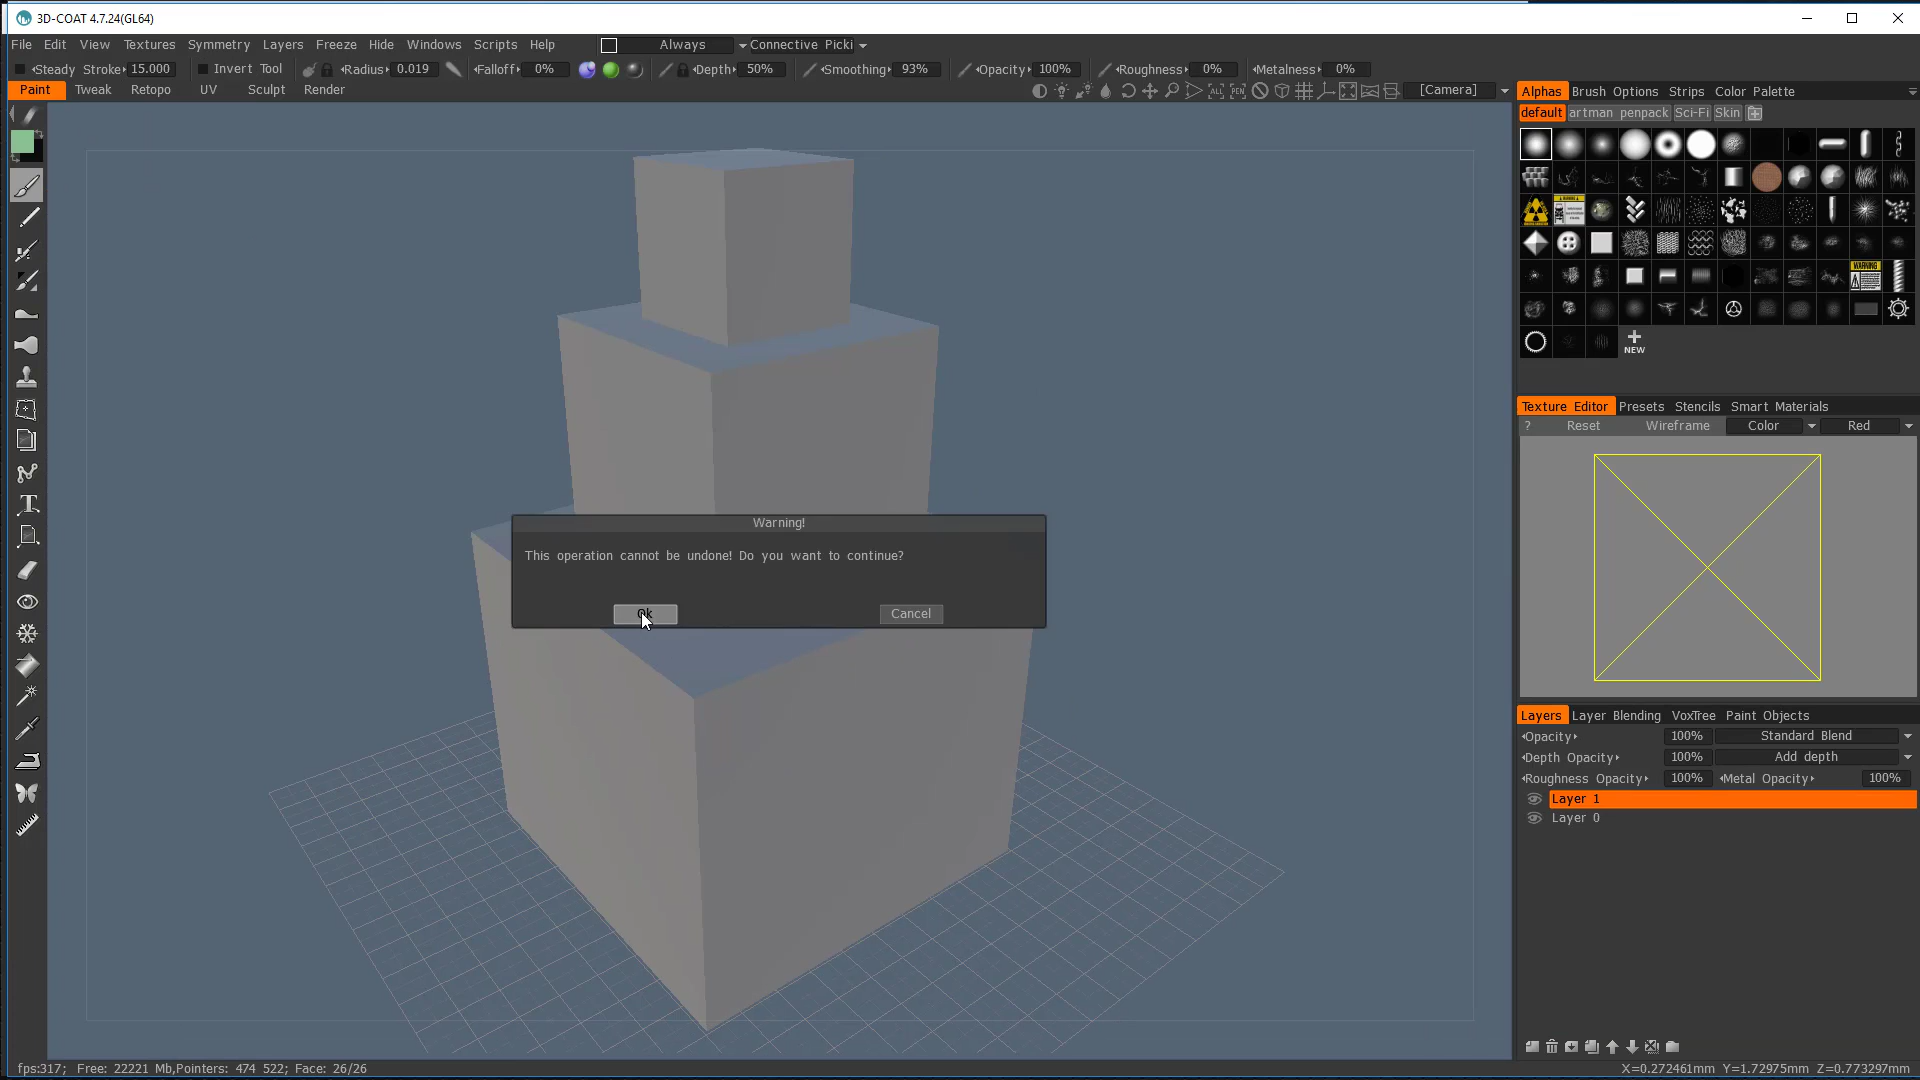 3D-COAT 4.7.24(GL64)
File Edit View Textures Symmetry Layers Freeze Hide Windows Scripts Help Always Connective Picki
Steady Stroke 15.000 Invert Tool Radius 0.019 Falloff 0% Depth 50% Smoothing 93% Opacity 100% Roughness 0% Metalness 0%
Paint Tweak Retopo UV Sculpt Render ALL PEN [Camera]
Alphas Brush Options Strips Color Palette
default artman penpack Sci-Fi Skin
WARNING
NEW
Texture Editor Presets Stencils Smart Materials
? Reset Wireframe Color Red
Warning!
This operation cannot be undone! Do you want to continue?
Ok Cancel
Layers Layer Blending VoxTree Paint Objects
Opacity 100% Standard Blend
Depth Opacity 100% Add depth
Roughness Opacity 100% Metal Opacity 100%
Layer 1
Layer 0
fps:317; Free: 22221 Mb,Pointers: 474 522; Face: 26/26 X=0.272461mm Y=1.72975mm Z=0.773297mm